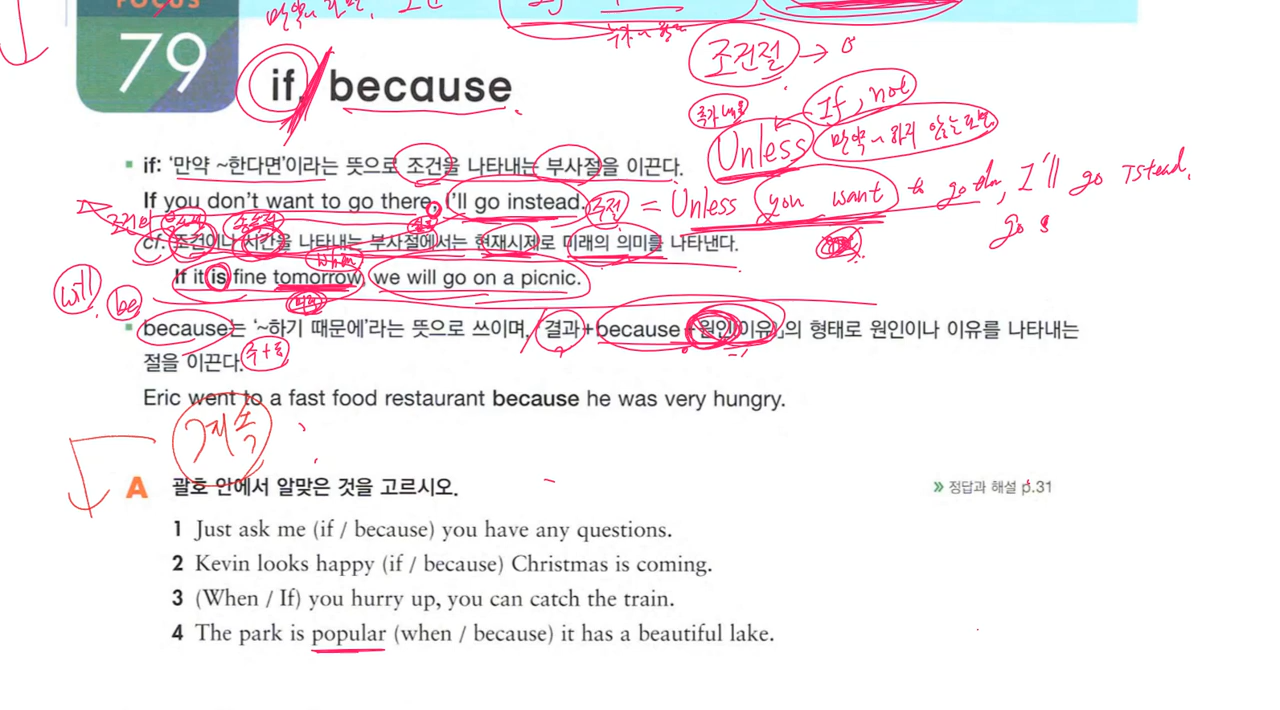 FOCUS
79
if, because
조건절 →
If, not
Unless 만약~하지 않는다면
if: '만약 ~한다면'이라는 뜻으로 조건을 나타내는 부사절을 이끈다.
If you don't want to go there, I'll go instead. 주절 = Unless you want to go there, I'll go
cf. 조건이나 시간을 나타내는 부사절에서는 현재시제로 미래의 의미를 나타낸다.
when
If it is fine tomorrow, we will go on a picnic.
will, be
미래
because는 '~하기 때문에'라는 뜻으로 쓰이며, 「결과+because+원인(이유)」의 형태로 원인이나 이유를 나타내는
절을 이끈다. 주+동
Eric went to a fast food restaurant because he was very hungry.
A 괄호 안에서 알맞은 것을 고르시오.
» 정답과 해설 p.31
1 Just ask me (if / because) you have any questions.
2 Kevin looks happy (if / because) Christmas is coming.
3 (When / If) you hurry up, you can catch the train.
4 The park is popular (when / because) it has a beautiful lake.